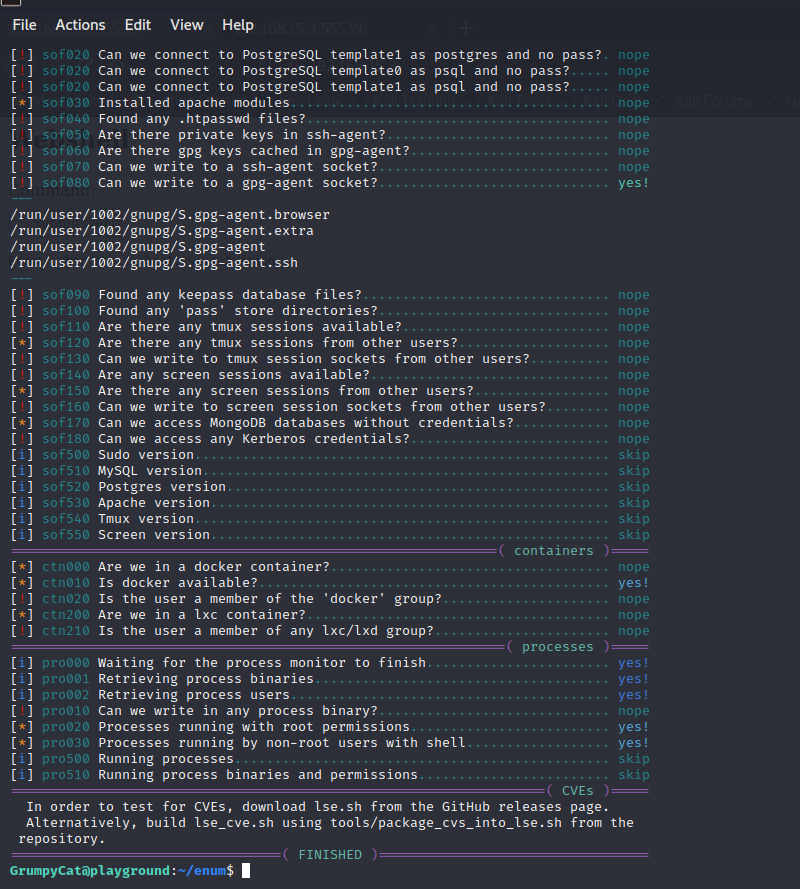 File Actions Edit View Help
[!] sof020 Can we connect to PostgreSQL template1 as postgres and no pass?. nope
[!] sof020 Can we connect to PostgreSQL template0 as psql and no pass?..... nope
[!] sof020 Can we connect to PostgreSQL template1 as psql and no pass?..... nope
[*] sof030 Installed apache modules........................................ nope
[!] sof040 Found any .htpasswd files?...................................... nope
[!] sof050 Are there private keys in ssh-agent?............................ nope
[!] sof060 Are there gpg keys cached in gpg-agent?......................... nope
[!] sof070 Can we write to a ssh-agent socket?............................. nope
[!] sof080 Can we write to a gpg-agent socket?............................. yes!
---
/run/user/1002/gnupg/S.gpg-agent.browser
/run/user/1002/gnupg/S.gpg-agent.extra
/run/user/1002/gnupg/S.gpg-agent
/run/user/1002/gnupg/S.gpg-agent.ssh
---
[!] sof090 Found any keepass database files?............................... nope
[!] sof100 Found any 'pass' store directories?............................. nope
[!] sof110 Are there any tmux sessions available?.......................... nope
[*] sof120 Are there any tmux sessions from other users?................... nope
[!] sof130 Can we write to tmux session sockets from other users?.......... nope
[!] sof140 Are any screen sessions available?.............................. nope
[*] sof150 Are there any screen sessions from other users?................. nope
[!] sof160 Can we write to screen session sockets from other users?........ nope
[*] sof170 Can we access MongoDB databases without credentials?............ nope
[!] sof180 Can we access any Kerberos credentials?......................... nope
[i] sof500 Sudo version.................................................... skip
[i] sof510 MySQL version................................................... skip
[i] sof520 Postgres version................................................ skip
[i] sof530 Apache version.................................................. skip
[i] sof540 Tmux version.................................................... skip
[i] sof550 Screen version.................................................. skip
( containers )
[*] ctn000 Are we in a docker container?................................... nope
[*] ctn010 Is docker available?............................................ yes!
[!] ctn020 Is the user a member of the 'docker' group?..................... nope
[*] ctn200 Are we in a lxc container?...................................... nope
[!] ctn210 Is the user a member of any lxc/lxd group?...................... nope
( processes )
[i] pro000 Waiting for the process monitor to finish....................... yes!
[i] pro001 Retrieving process binaries..................................... yes!
[i] pro002 Retrieving process users........................................ yes!
[!] pro010 Can we write in any process binary?............................. nope
[*] pro020 Processes running with root permissions......................... yes!
[*] pro030 Processes running by non-root users with shell.................. yes!
[i] pro500 Running processes............................................... skip
[i] pro510 Running process binaries and permissions........................ skip
( CVEs )
In order to test for CVEs, download lse.sh from the GitHub releases page.
Alternatively, build lse_cve.sh using tools/package_cvs_into_lse.sh from the
repository.
( FINISHED )
GrumpyCat@playground:~/enum$